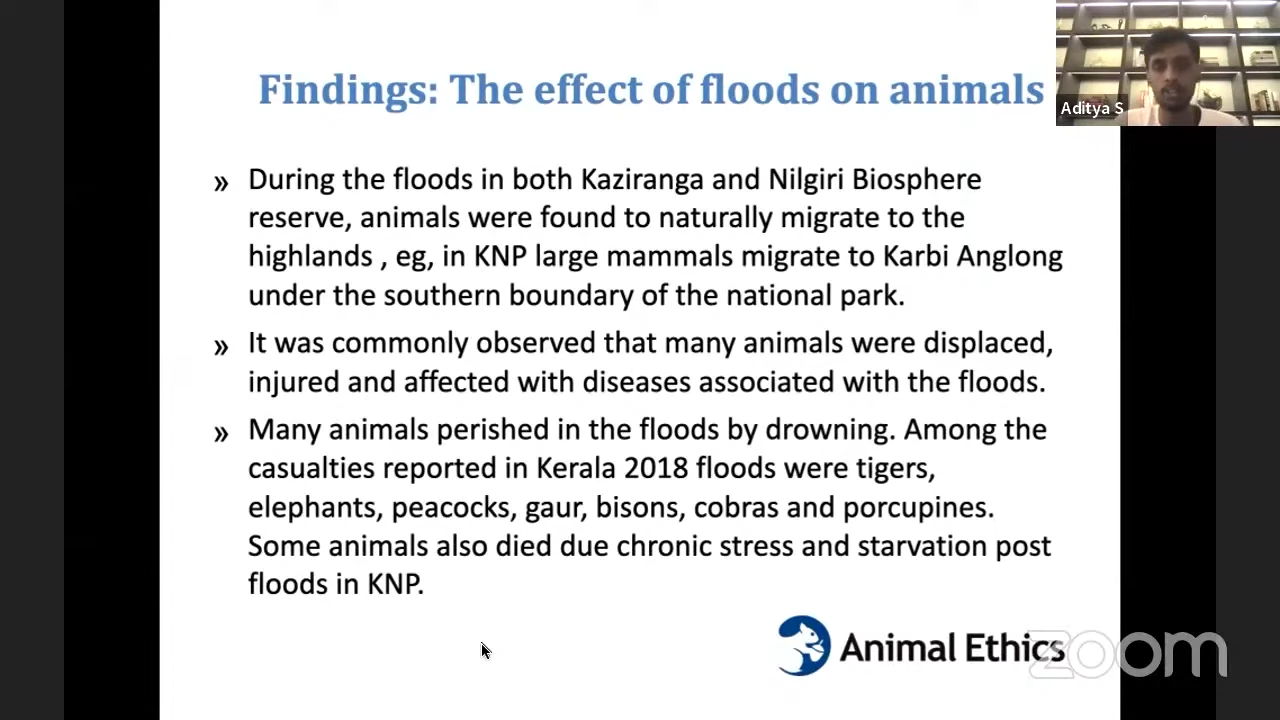 Findings: The effect of floods on animals
Aditya S
» During the floods in both Kaziranga and Nilgiri Biosphere
reserve, animals were found to naturally migrate to the
highlands , eg, in KNP large mammals migrate to Karbi Anglong
under the southern boundary of the national park.
» It was commonly observed that many animals were displaced,
injured and affected with diseases associated with the floods.
» Many animals perished in the floods by drowning. Among the
casualties reported in Kerala 2018 floods were tigers,
elephants, peacocks, gaur, bisons, cobras and porcupines.
Some animals also died due chronic stress and starvation post
floods in KNP.
Animal Ethics
zoom